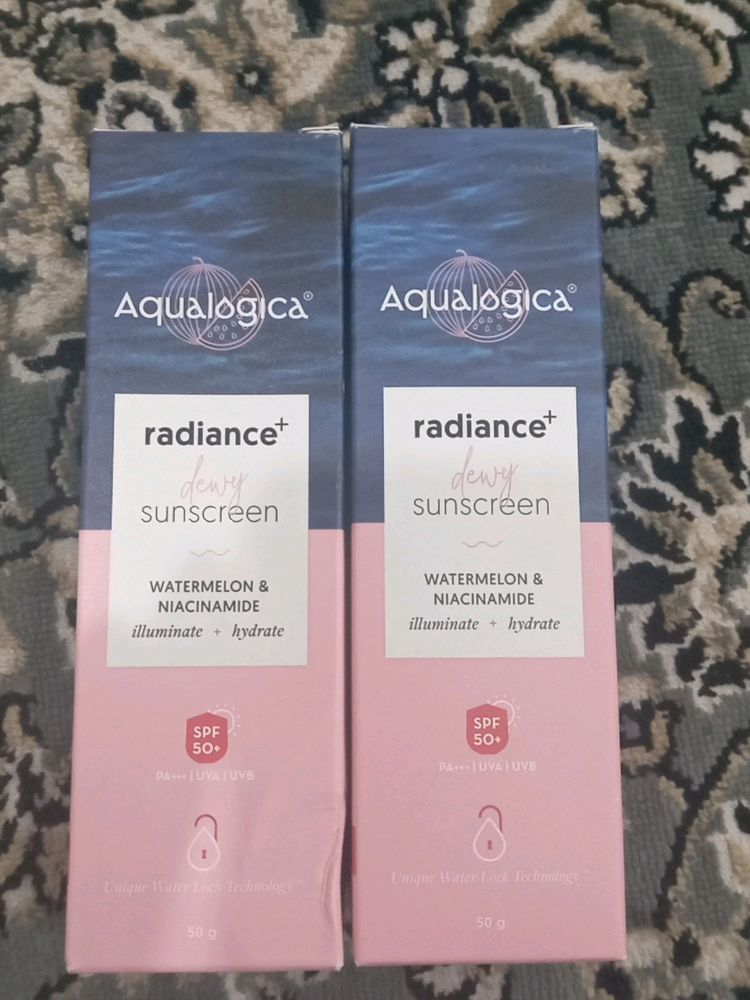 Aqualogica®
radiance+
dewy
sunscreen
WATERMELON &
NIACINAMIDE
illuminate + hydrate
SPF
50+
PA+++ | UVA | UVB
Unique Water Lock Technology™
50 g
Aqualogica®
radiance+
dewy
sunscreen
WATERMELON &
NIACINAMIDE
illuminate + hydrate
SPF
50+
PA+++ | UVA | UVB
Unique Water Lock Technology™
50 g